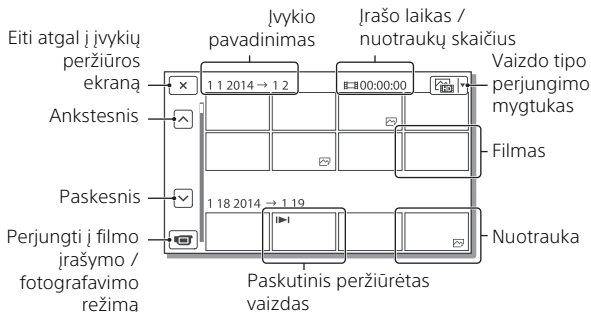 Įvykio
pavadinimas
Įrašo laikas /
nuotraukų skaičius
Eiti atgal į įvykių
peržiūros
ekraną
Vaizdo tipo
perjungimo
mygtukas
1 1 2014 → 1 2
00:00:00
Ankstesnis
Filmas
Paskesnis
1 18 2014 → 1 19
Perjungti į filmo
įrašymo /
fotografavimo
režimą
Nuotrauka
Paskutinis peržiūrėtas
vaizdas